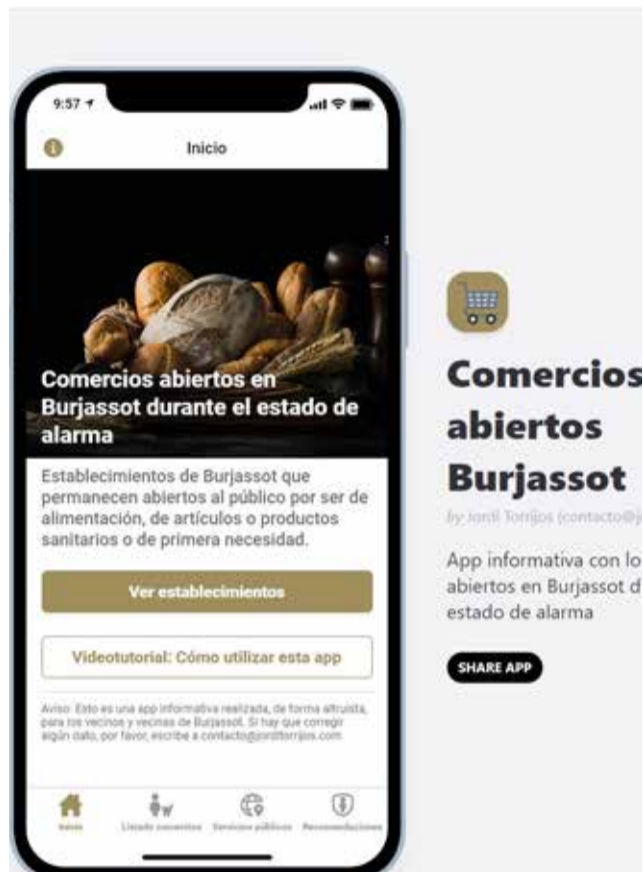 9:57
Inicio
Comercios abiertos en
Burjassot durante el estado de
alarma
Establecimientos de Burjassot que
permanecen abiertos al público por ser de
alimentación, de artículos o productos
sanitarios o de primera necesidad.
Ver establecimientos
Videotutorial: Cómo utilizar esta app
Aviso: Esto es una app informativa realizada, de forma altruista,
para los vecinos y vecinas de Burjassot. Si hay que corregir
algún dato, por favor, escribe a contacto@jorditorrijos.com
Inicio
Listado comercios
Servicios públicos
Recomendaciones
Comercios
abiertos
Burjassot
by Jordi Torrijos (contacto@j
App informativa con lo
abiertos en Burjassot d
estado de alarma
SHARE APP